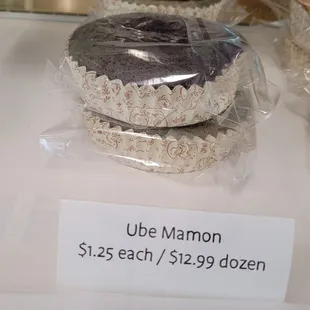 Ube Mamon
$1.25 each / $12.99 dozen